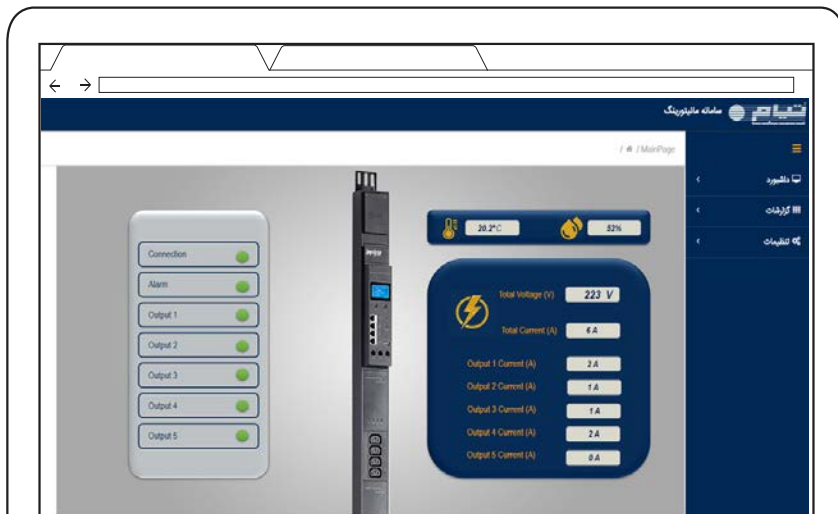 تیام سامانه مانیتورینگ
/ MainPage /
داشبورد
گزارشات
تنظیمات
20.2°C
52%
Connection
Alarm
Output 1
Output 2
Output 3
Output 4
Output 5
Total Voltage (V) 223 V
Total Current (A) 6 A
Output 1 Current (A) 2 A
Output 2 Current (A) 1 A
Output 3 Current (A) 1 A
Output 4 Current (A) 2 A
Output 5 Current (A) 0 A